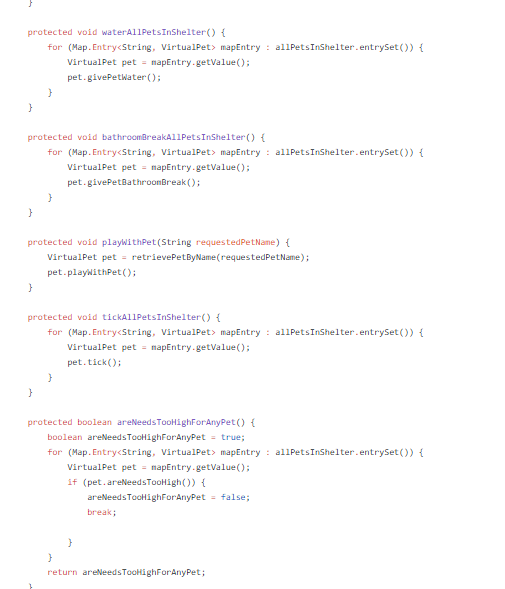 }
protected void waterAllPetsInShelter() {
for (Map.Entry<String, VirtualPet> mapEntry : allPetsInShelter.entrySet()) {
VirtualPet pet = mapEntry.getValue();
pet.givePetWater();
}
}
protected void bathroomBreakAllPetsInShelter() {
for (Map.Entry<String, VirtualPet> mapEntry : allPetsInShelter.entrySet()) {
VirtualPet pet = mapEntry.getValue();
pet.givePetBathroomBreak();
}
}
protected void playWithPet(String requestedPetName) {
VirtualPet pet = retrievePetByName(requestedPetName);
pet.playWithPet();
}
protected void tickAllPetsInShelter() {
for (Map.Entry<String, VirtualPet> mapEntry : allPetsInShelter.entrySet()) {
VirtualPet pet = mapEntry.getValue();
pet.tick();
}
}
protected boolean areNeedsTooHighForAnyPet() {
boolean areNeedsTooHighForAnyPet = true;
for (Map.Entry<String, VirtualPet> mapEntry : allPetsInShelter.entrySet()) {
VirtualPet pet = mapEntry.getValue();
if (pet.areNeedsTooHigh()) {
areNeedsTooHighForAnyPet = false;
break;
}
}
return areNeedsTooHighForAnyPet;
}